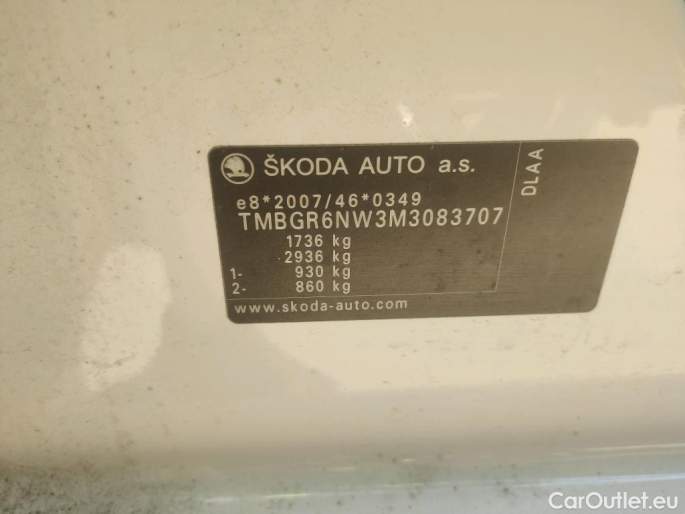 ŠKODA AUTO a.s.
e8*2007/46*0349
TMBGR6NW3M3083707
1736 kg
2936 kg
1- 930 kg
2- 860 kg
www.skoda-auto.com
DLAA
CarOutlet.eu